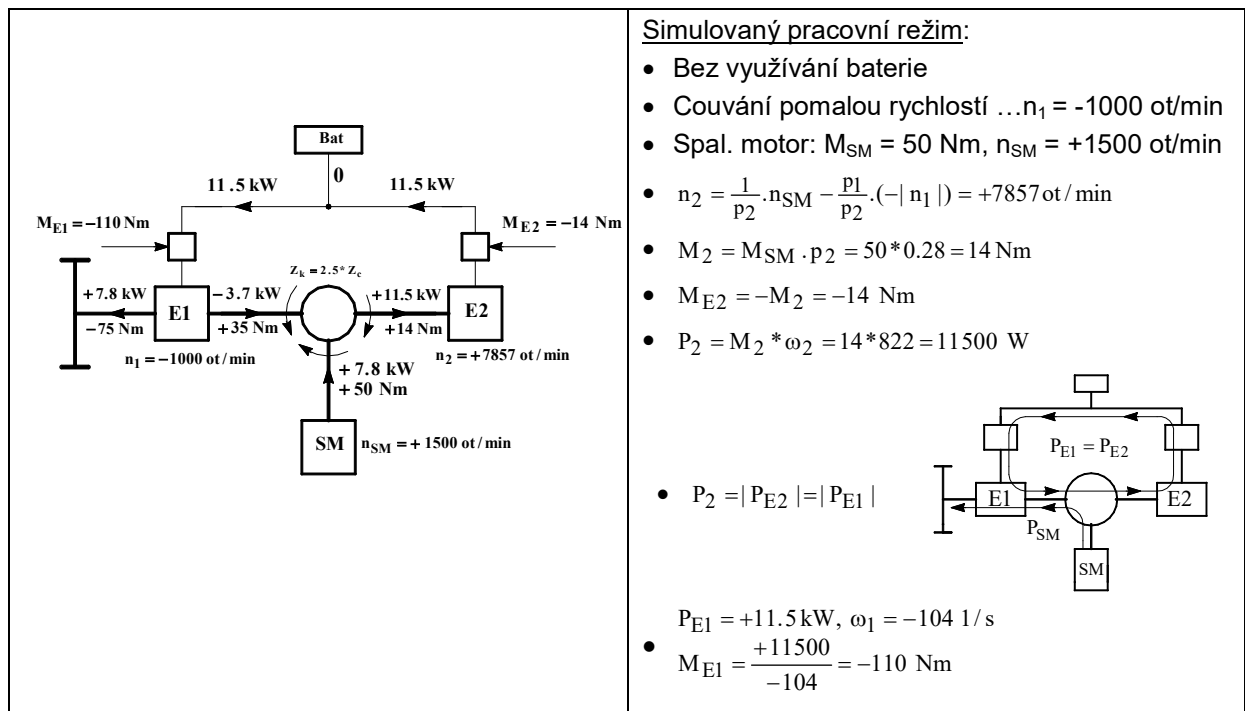 Bat
0
11.5 kW 11.5 kW
M_E1 = −110 Nm M_E2 = −14 Nm
Z_k = 2.5* Z_c
+7.8 kW −3.7 kW +11.5 kW
E1 E2
−75 Nm +35 Nm +14 Nm
n_1 = −1000 ot/min n_2 = +7857 ot/min
+7.8 kW
+50 Nm
SM n_SM = +1500 ot/min
Simulovaný pracovní režim:
• Bez využívání baterie
• Couvání pomalou rychlostí …n_1 = -1000 ot/min
• Spal. motor: M_SM = 50 Nm, n_SM = +1500 ot/min
• n_2 = \frac{1}{p_2}.n_SM − \frac{p_1}{p_2}.(−| n_1 |) = +7857 ot/min
• M_2 = M_SM . p_2 = 50*0.28 = 14 Nm
• M_E2 = −M_2 = −14 Nm
• P_2 = M_2 * ω_2 = 14*822 = 11500 W
• P_2 =| P_E2 |=| P_E1 |
P_E1 = P_E2
E1 E2
P_SM
SM
P_E1 = +11.5 kW, ω_1 = −104 1/s
• M_E1 = \frac{+11500}{−104} = −110 Nm